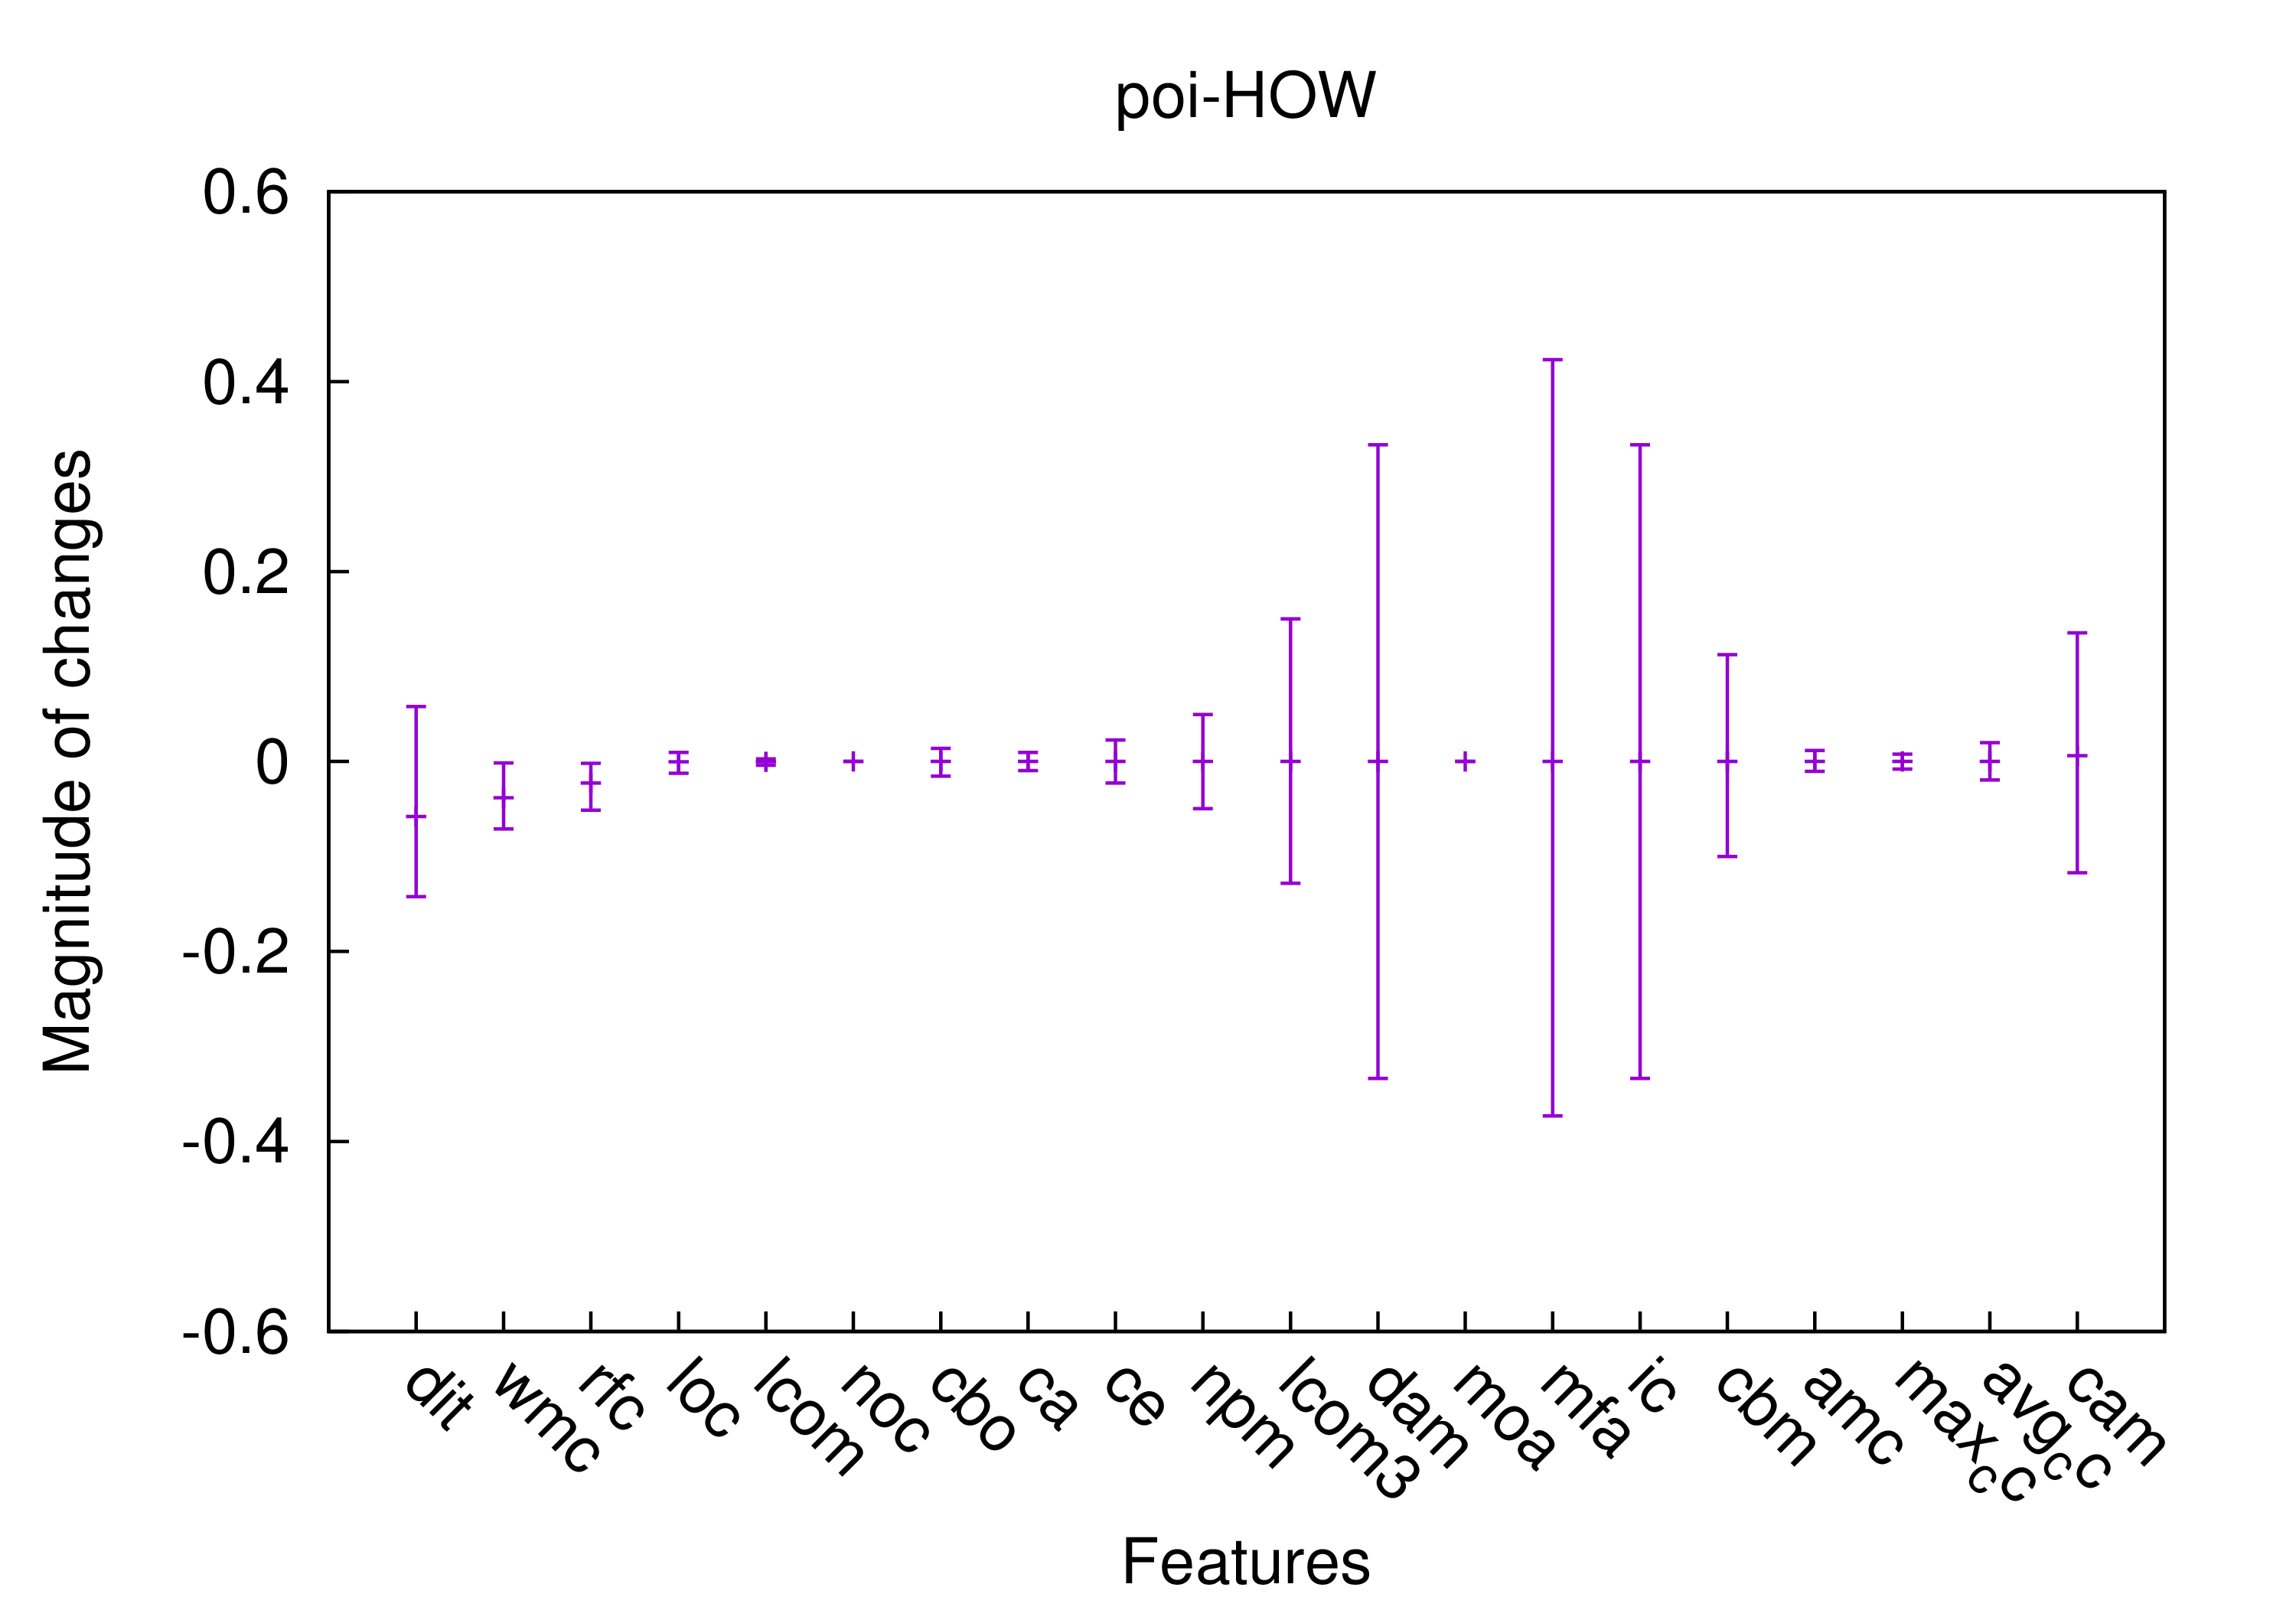 poi-HOW
0.6
0.4
0.2
0
-0.2
-0.4
-0.6
Magnitude of changes
dit
wmc
rfc
loc
lcom
noc
cbo
ca
ce
npm
lcom3
dam
moa
mfa
ic
cbm
amc
max_cc
avg_cc
cam
Features